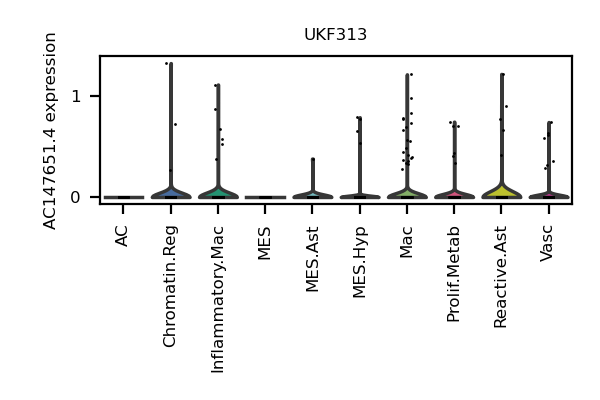 UKF313
AC147651.4 expression
1
0
AC
Chromatin.Reg
Inflammatory.Mac
MES
MES.Ast
MES.Hyp
Mac
Prolif.Metab
Reactive.Ast
Vasc